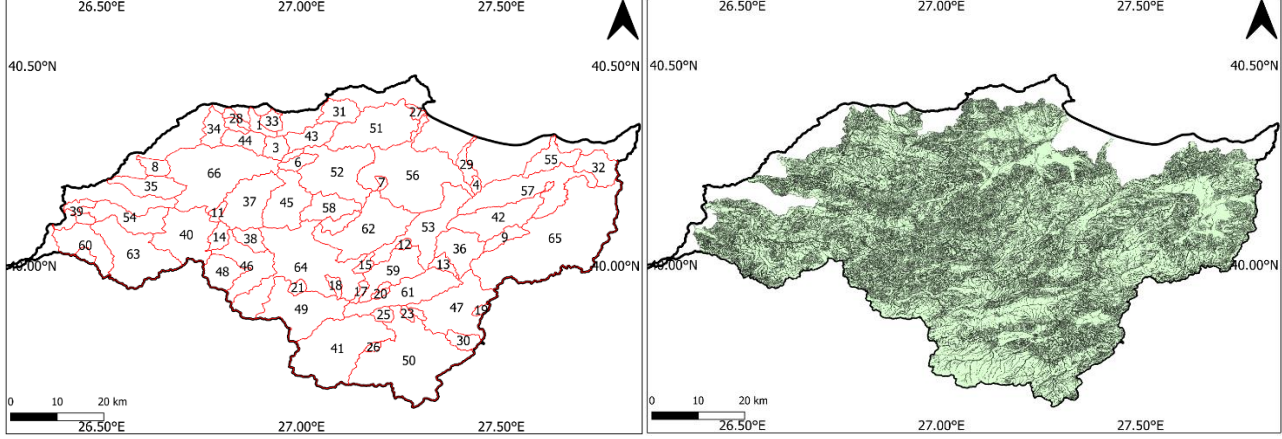 26.50°E 27.00°E 27.50°E
40.50°N 40.50°N
31 27
28 34 1 33 51
44 43
3
6 29 55 32
8 66 52 56
7 4
35 57
37 45 58
39 54 11 42
62 53
40 14 38 9 65
60 12 36
63 15 13
40.00°N 40.00°N
48 46 64 59
21 18 17 20 61
49 25 23 47 19
41 26 30
50
0 10 20 km
26.50°E 27.00°E 27.50°E
26.50°E 27.00°E 27.50°E
40.50°N 40.50°N
40.00°N 40.00°N
0 10 20 km
26.50°E 27.00°E 27.50°E